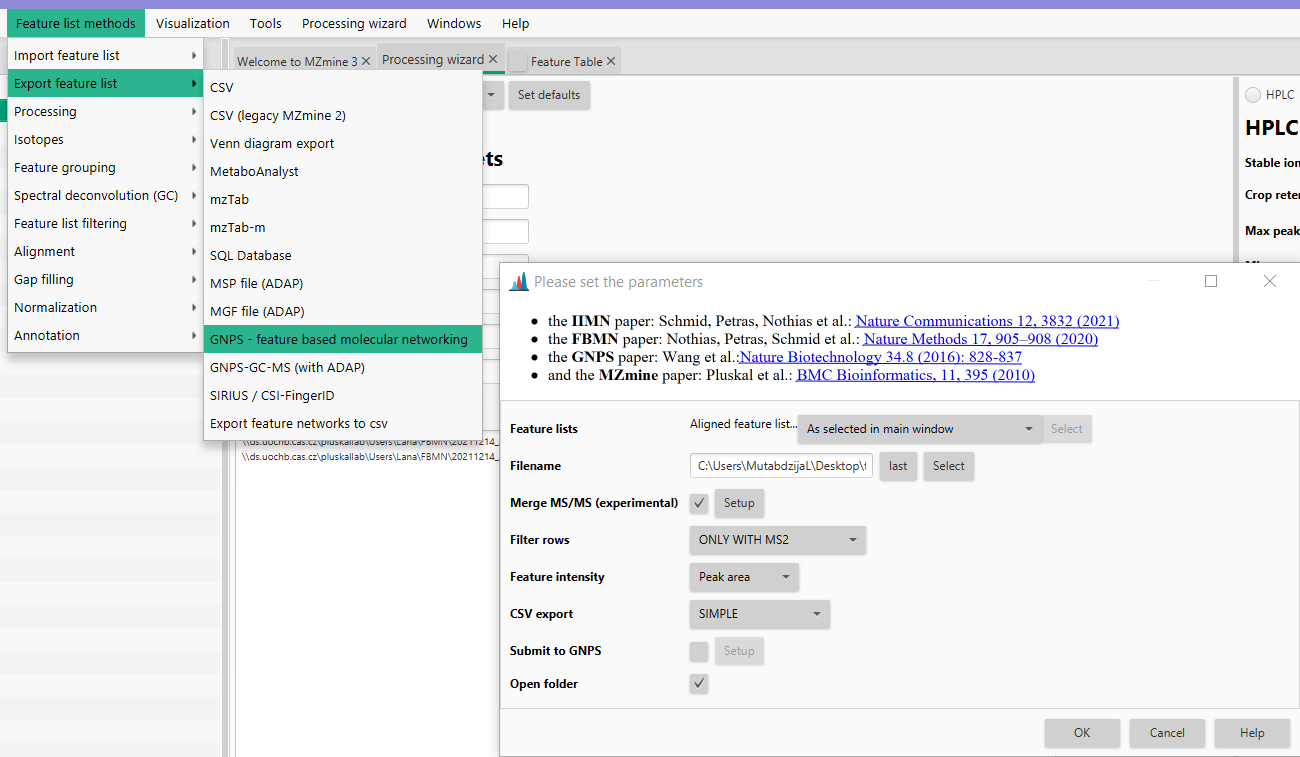 Feature list methods Visualization Tools Processing wizard Windows Help
Import feature list
Export feature list
Processing
Isotopes
Feature grouping
Spectral deconvolution (GC)
Feature list filtering
Alignment
Gap filling
Normalization
Annotation
Welcome to MZmine 3 Processing wizard Feature Table
Set defaults
CSV
CSV (legacy MZmine 2)
Venn diagram export
MetaboAnalyst
mzTab
mzTab-m
SQL Database
MSP file (ADAP)
MGF file (ADAP)
GNPS - feature based molecular networking
GNPS-GC-MS (with ADAP)
SIRIUS / CSI-FingerID
Export feature networks to csv
ets
\\ds.uochb.cas.cz\pluskallab\Users\Lana\FBMN\20211214_
\\ds.uochb.cas.cz\pluskallab\Users\Lana\FBMN\20211214_
HPLC
HPLC
Stable ion
Crop reter
Max peak
Please set the parameters
• the IIMN paper: Schmid, Petras, Nothias et al.: Nature Communications 12, 3832 (2021)
• the FBMN paper: Nothias, Petras, Schmid et al.: Nature Methods 17, 905–908 (2020)
• the GNPS paper: Wang et al.:Nature Biotechnology 34.8 (2016): 828-837
• and the MZmine paper: Pluskal et al.: BMC Bioinformatics, 11, 395 (2010)
Feature lists Aligned feature list... As selected in main window Select
Filename C:\Users\MutabdzijaL\Desktop\f last Select
Merge MS/MS (experimental) Setup
Filter rows ONLY WITH MS2
Feature intensity Peak area
CSV export SIMPLE
Submit to GNPS Setup
Open folder
OK Cancel Help